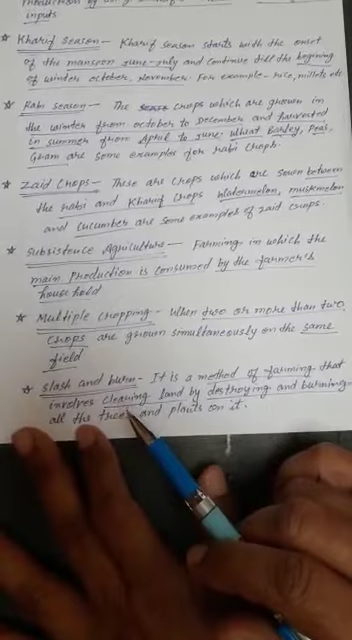 Production by
inputs
★ Kharif season - Kharif season starts with the onset
of the monsoon june-july and continue till the begining
of winter october, November. For example - rice, millets etc
★ Rabi season - The crops which are grown in
the winter from october to December and harvested
in summer from April to june. Wheat Barley, Peas,
Gram are some examples for rabi crops.
★ Zaid Crops - These are crops which are sown between
the rabi and Kharif crops watermelon, muskmelon
and cucumber are some examples of zaid crops.
★ Subsistence Agriculture - Farming in which the
main production is consumed by the farmer's
house hold
★ Multiple Cropping - When two or more than two
crops are grown simultaneously on the same
field
★ Slash and burn - It is a method of farming that
involves clearing land by destroying and burning
all the trees and plants on it.